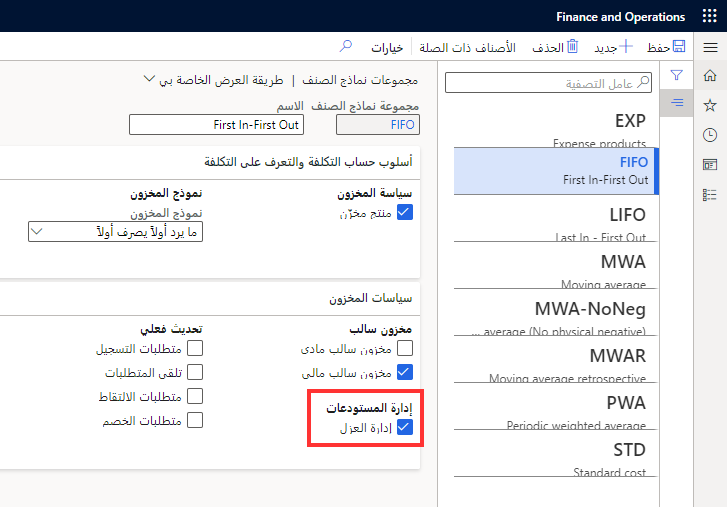 Finance and Operations
حفظ
جديد
الحذف
الأصناف ذات الصلة
خيارات
عامل التصفية
EXP
Expense products
FIFO
First In-First Out
LIFO
Last In - First Out
MWA
Moving average
MWA-NoNeg
... average (No physical negative)
MWAR
Moving average retrospective
PWA
Periodic weighted average
STD
Standard cost
مجموعات نماذج الصنف | طريقة العرض الخاصة بي
مجموعة نماذج الصنف
الاسم
FIFO
First In-First Out
أسلوب حساب التكلفة والتعرف على التكلفة
سياسة المخزون
منتج مخزّن
نموذج المخزون
نموذج المخزون
ما يرد أولاً يصرف أولاً
سياسات المخزون
مخزون سالب
مخزون سالب مادي
مخزون سالب مالي
إدارة المستودعات
إدارة العزل
تحديث فعلي
متطلبات التسجيل
تلقي المتطلبات
متطلبات الالتقاط
متطلبات الخصم